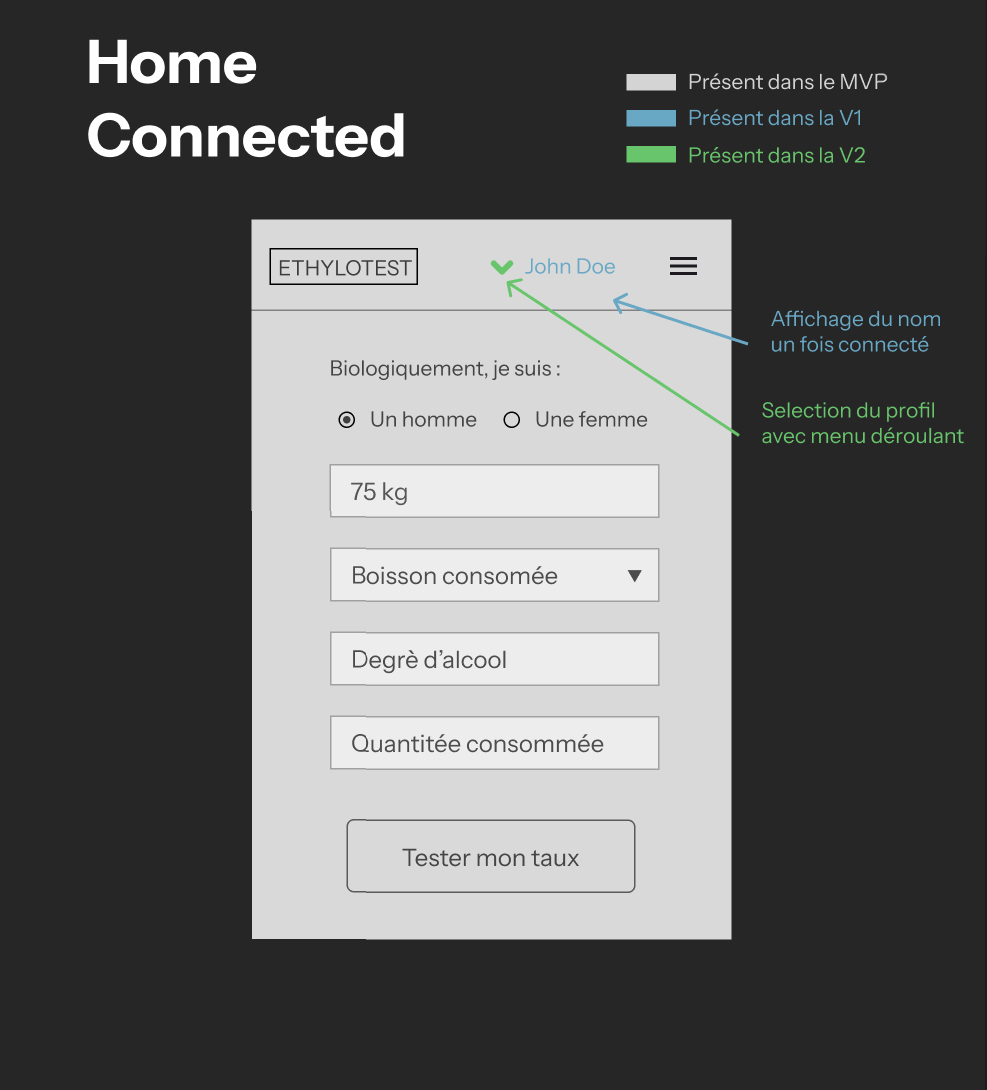 Home
Connected
Présent dans le MVP
Présent dans la V1
Présent dans la V2
ETHYLOTEST
John Doe
Affichage du nom
un fois connecté
Biologiquement, je suis :
Selection du profil
avec menu déroulant
Un homme Une femme
75 kg
Boisson consomée
Degrè d’alcool
Quantitée consommée
Tester mon taux